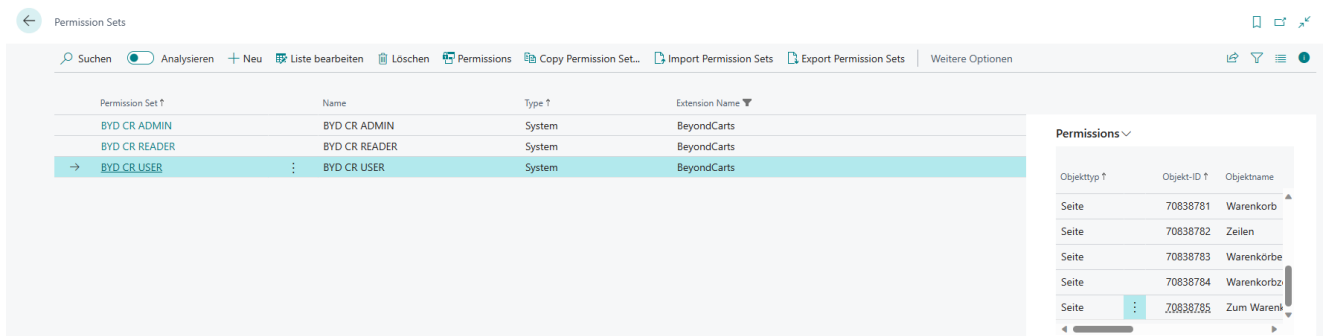 Permission Sets
Suchen Analysieren Neu Liste bearbeiten Löschen Permissions Copy Permission Set... Import Permission Sets Export Permission Sets Weitere Optionen
Permission Set ↑ Name Type ↑ Extension Name
BYD CR ADMIN BYD CR ADMIN System BeyondCarts
BYD CR READER BYD CR READER System BeyondCarts
→ BYD CR USER BYD CR USER System BeyondCarts
Permissions
Objekttyp ↑ Objekt-ID ↑ Objektname
Seite 70838781 Warenkorb
Seite 70838782 Zeilen
Seite 70838783 Warenkörbe
Seite 70838784 Warenkorbz
Seite 70838785 Zum Warenk